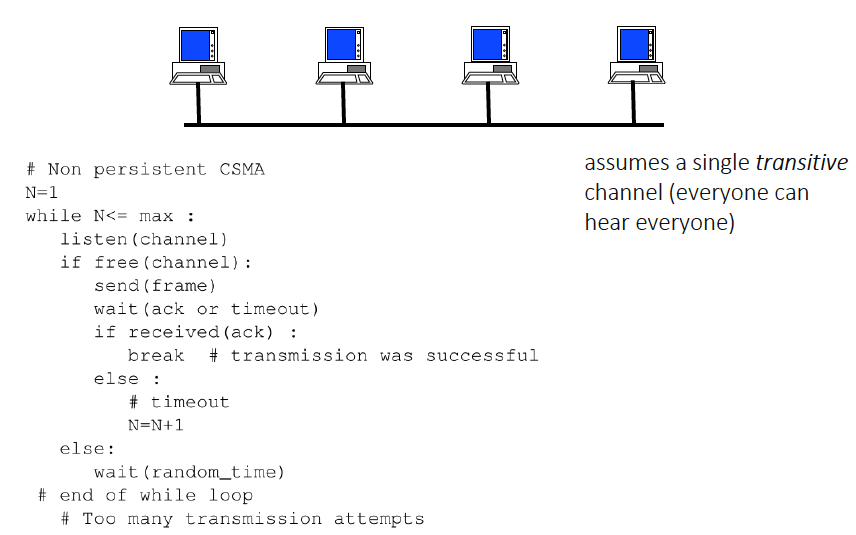 # Non persistent CSMA
N=1
while N<= max :
   listen(channel)
   if free(channel):
      send(frame)
      wait(ack or timeout)
      if received(ack) :
         break  # transmission was successful
      else :
         # timeout
         N=N+1
   else:
      wait(random_time)
 # end of while loop
   # Too many transmission attempts
assumes a single transitive
channel (everyone can
hear everyone)